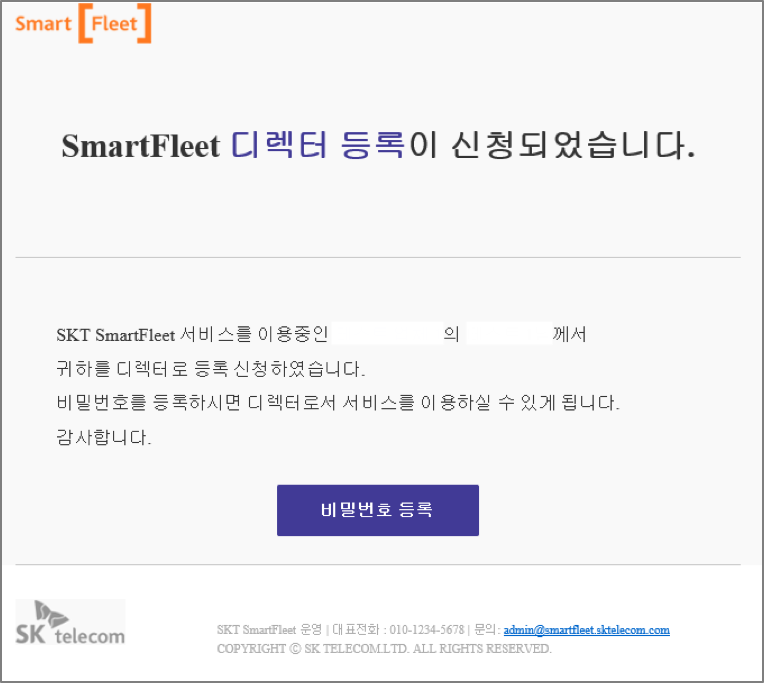 Smart [Fleet]
SmartFleet 디렉터 등록이 신청되었습니다.
SKT SmartFleet 서비스를 이용중인 의 께서
귀하를 디렉터로 등록 신청하였습니다.
비밀번호를 등록하시면 디렉터로서 서비스를 이용하실 수 있게 됩니다.
감사합니다.
비밀번호 등록
SK telecom
SKT SmartFleet 운영 | 대표전화 : 010-1234-5678 | 문의: admin@smartfleet.sktelecom.com
COPYRIGHT ⓒ SK TELECOM.LTD. ALL RIGHTS RESERVED.